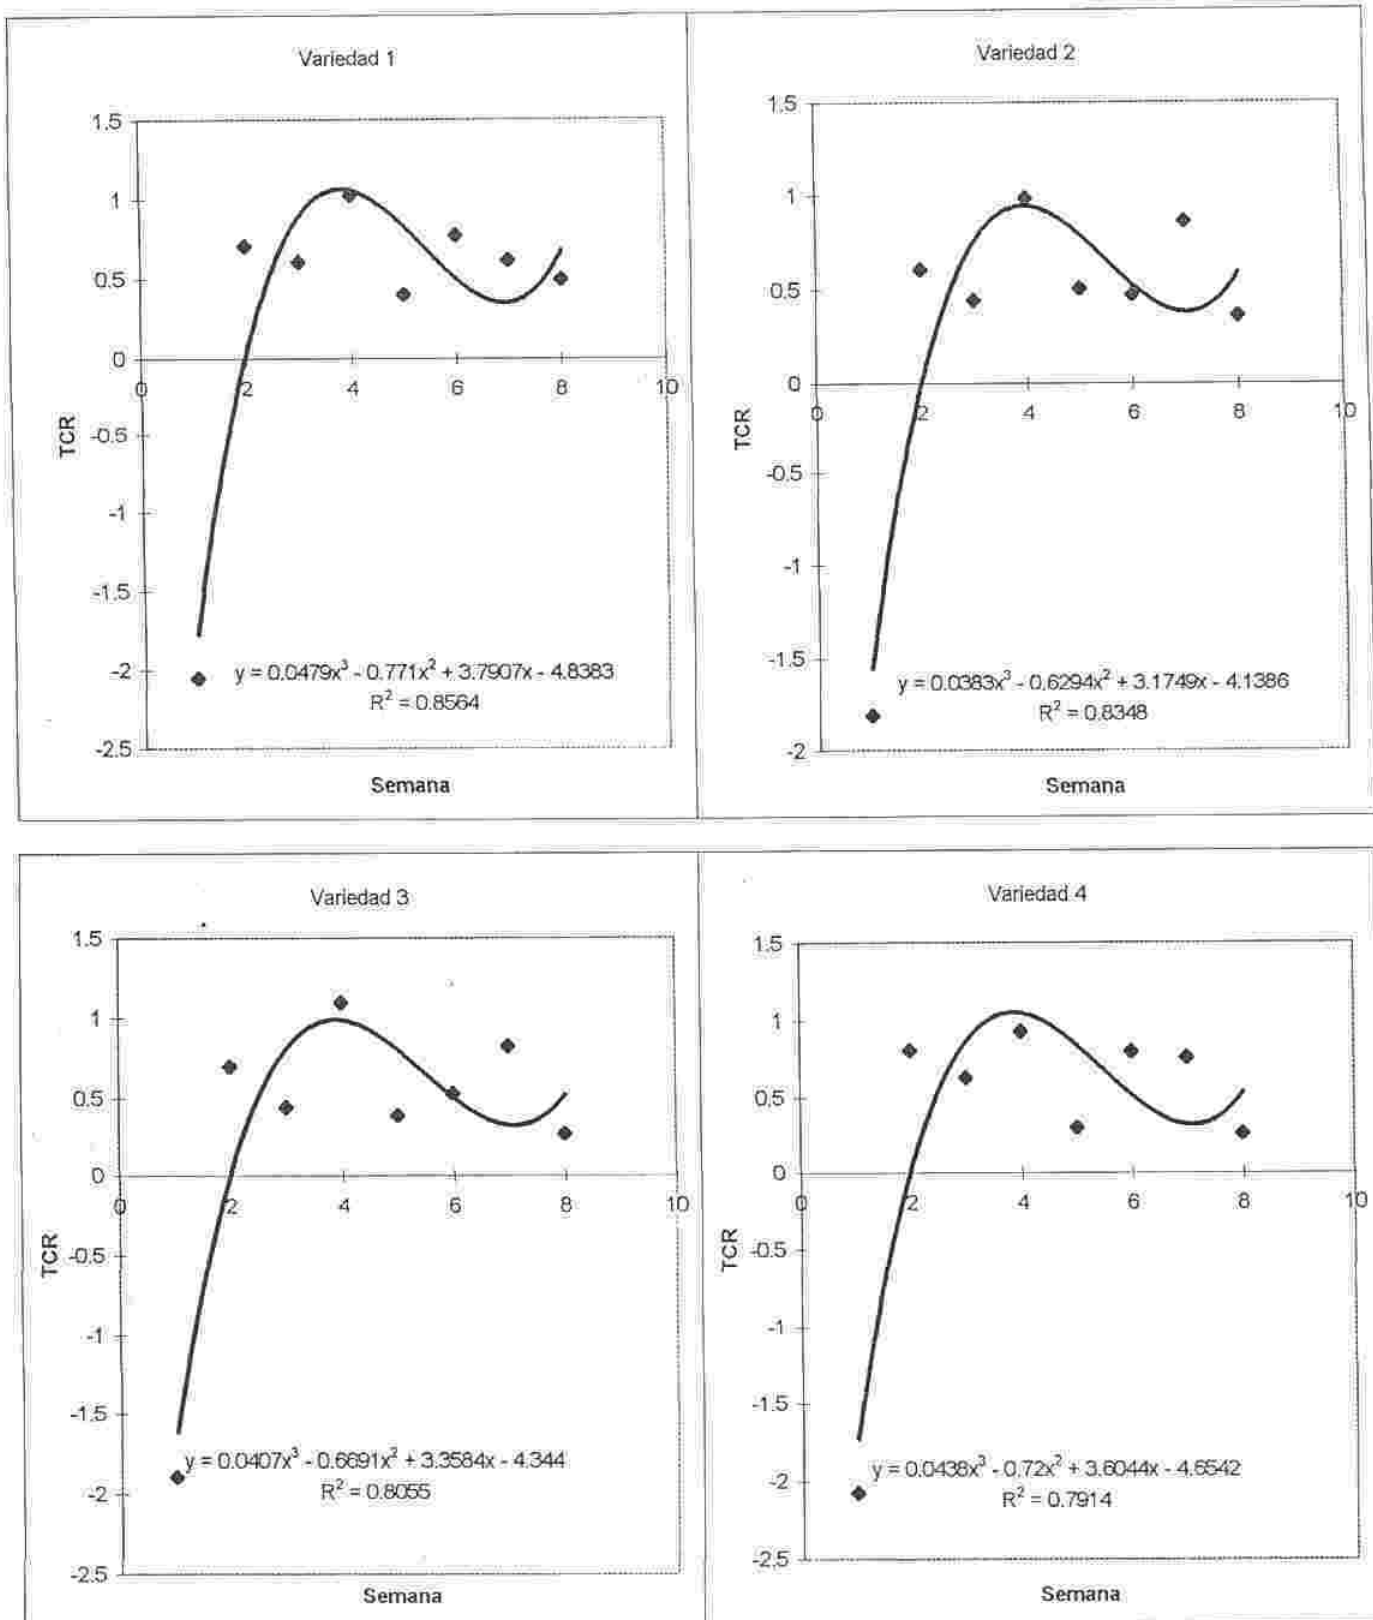 Variedad 1
1.5
1
0.5
0
0 2 4 6 8 10
-0.5
-1
-1.5
-2
-2.5
TCR
y = 0.0479x³ - 0.771x² + 3.7907x - 4.8383
R² = 0.8564
Semana
Variedad 2
1.5
1
0.5
0
0 2 4 6 8 10
-0.5
-1
-1.5
-2
TCR
y = 0.0383x³ - 0.6294x² + 3.1749x - 4.1386
R² = 0.8348
Semana
Variedad 3
1.5
1
0.5
0
0 2 4 6 8 10
-0.5
-1
-1.5
-2
-2.5
TCR
y = 0.0407x³ - 0.6691x² + 3.3584x - 4.344
R² = 0.8055
Semana
Variedad 4
1.5
1
0.5
0
0 2 4 6 8 10
-0.5
-1
-1.5
-2
-2.5
TCR
y = 0.0438x³ - 0.72x² + 3.6044x - 4.6542
R² = 0.7914
Semana